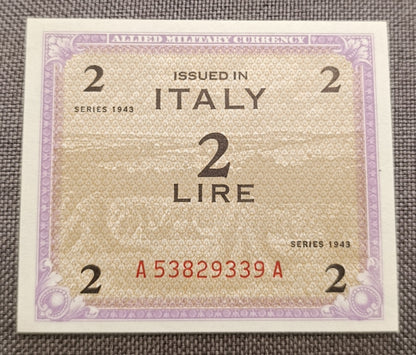 ALLIED MILITARY CURRENCY
2 ISSUED IN 2
SERIES 1943 ITALY
2
LIRE
SERIES 1943
2 A 53829339 A 2